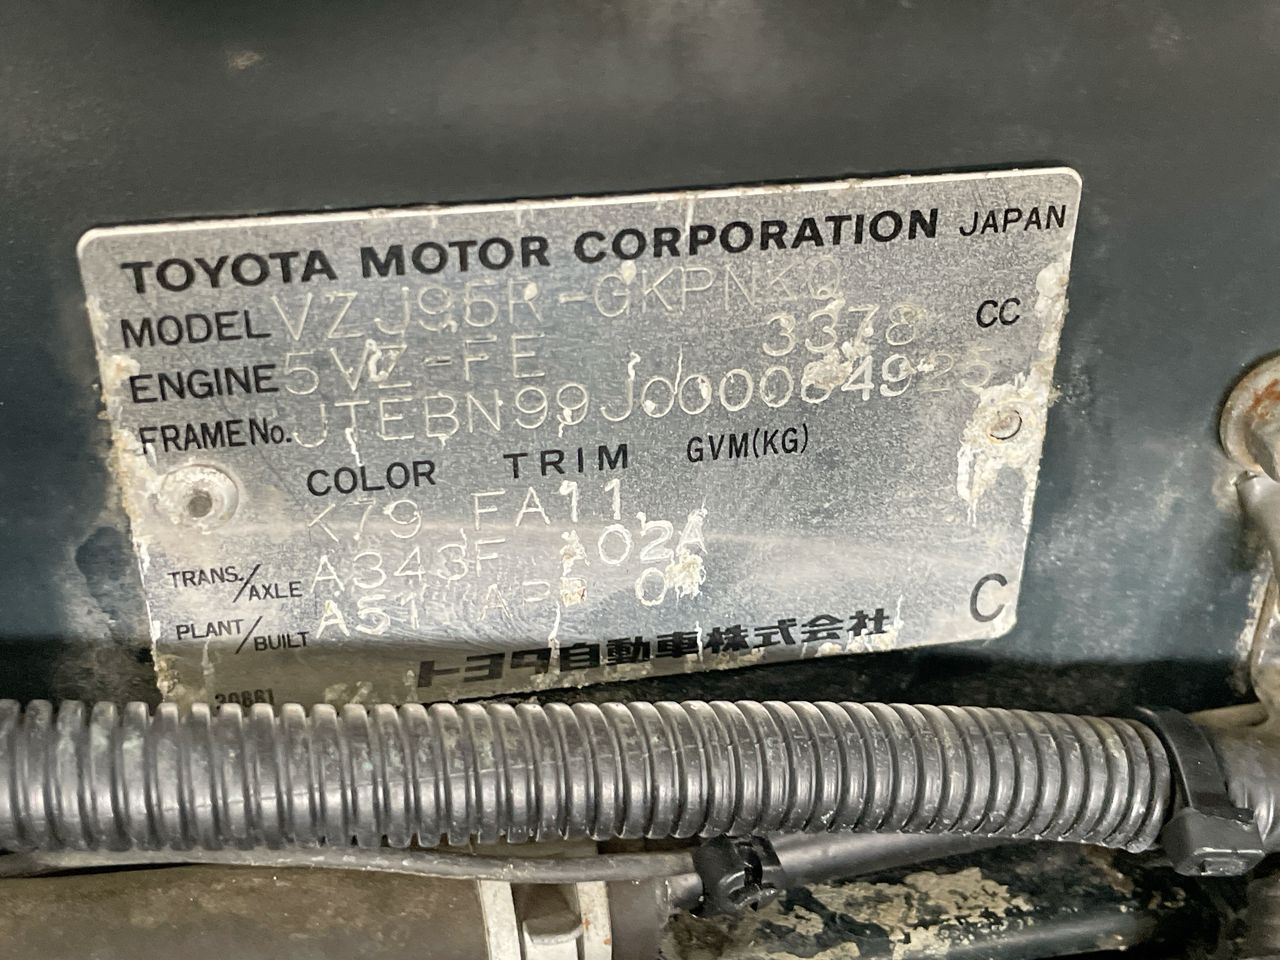 TOYOTA MOTOR CORPORATION JAPAN
MODEL VZJ95R-GKPNKQ
ENGINE 5VZ-FE 3378 CC
FRAME No. JTEBN99J000064925
COLOR TRIM GVM(KG)
K79 FA11
TRANS./AXLE A343F A02A
PLANT/BUILT A51
トヨタ自動車株式会社
C